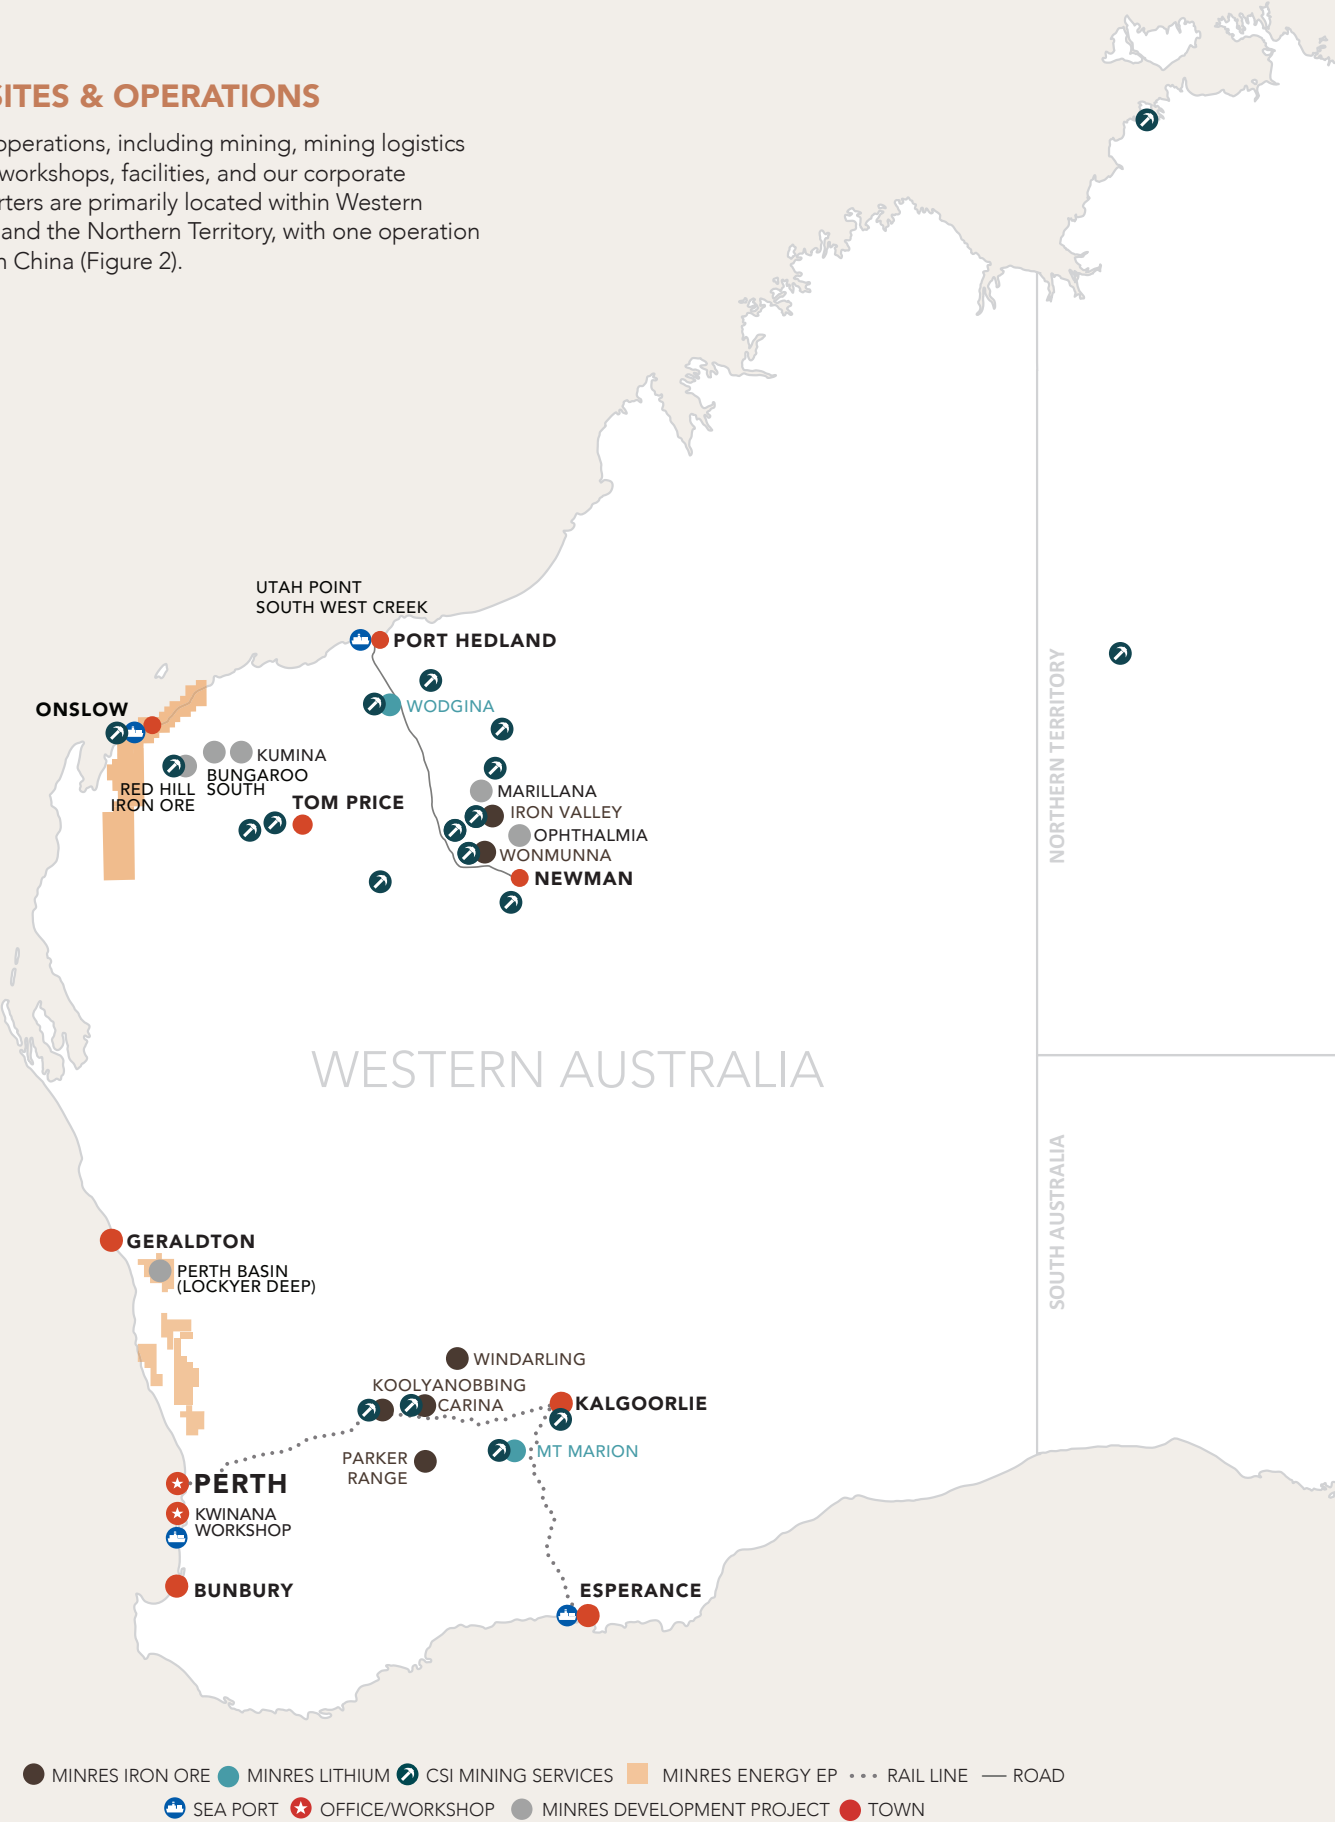 SITES & OPERATIONS
operations, including mining, mining logistics
workshops, facilities, and our corporate
rters are primarily located within Western
and the Northern Territory, with one operation
n China (Figure 2).
UTAH POINT
SOUTH WEST CREEK
PORT HEDLAND
WODGINA
ONSLOW
KUMINA
BUNGAROO
SOUTH
RED HILL
IRON ORE
TOM PRICE
MARILLANA
IRON VALLEY
OPHTHALMIA
WONMUNNA
NEWMAN
NORTHERN TERRITORY
WESTERN AUSTRALIA
SOUTH AUSTRALIA
GERALDTON
PERTH BASIN
(LOCKYER DEEP)
WINDARLING
KOOLYANOBBING
CARINA
KALGOORLIE
MT MARION
PARKER
RANGE
PERTH
KWINANA
WORKSHOP
BUNBURY
ESPERANCE
MINRES IRON ORE MINRES LITHIUM CSI MINING SERVICES MINRES ENERGY EP RAIL LINE ROAD
SEA PORT OFFICE/WORKSHOP MINRES DEVELOPMENT PROJECT TOWN